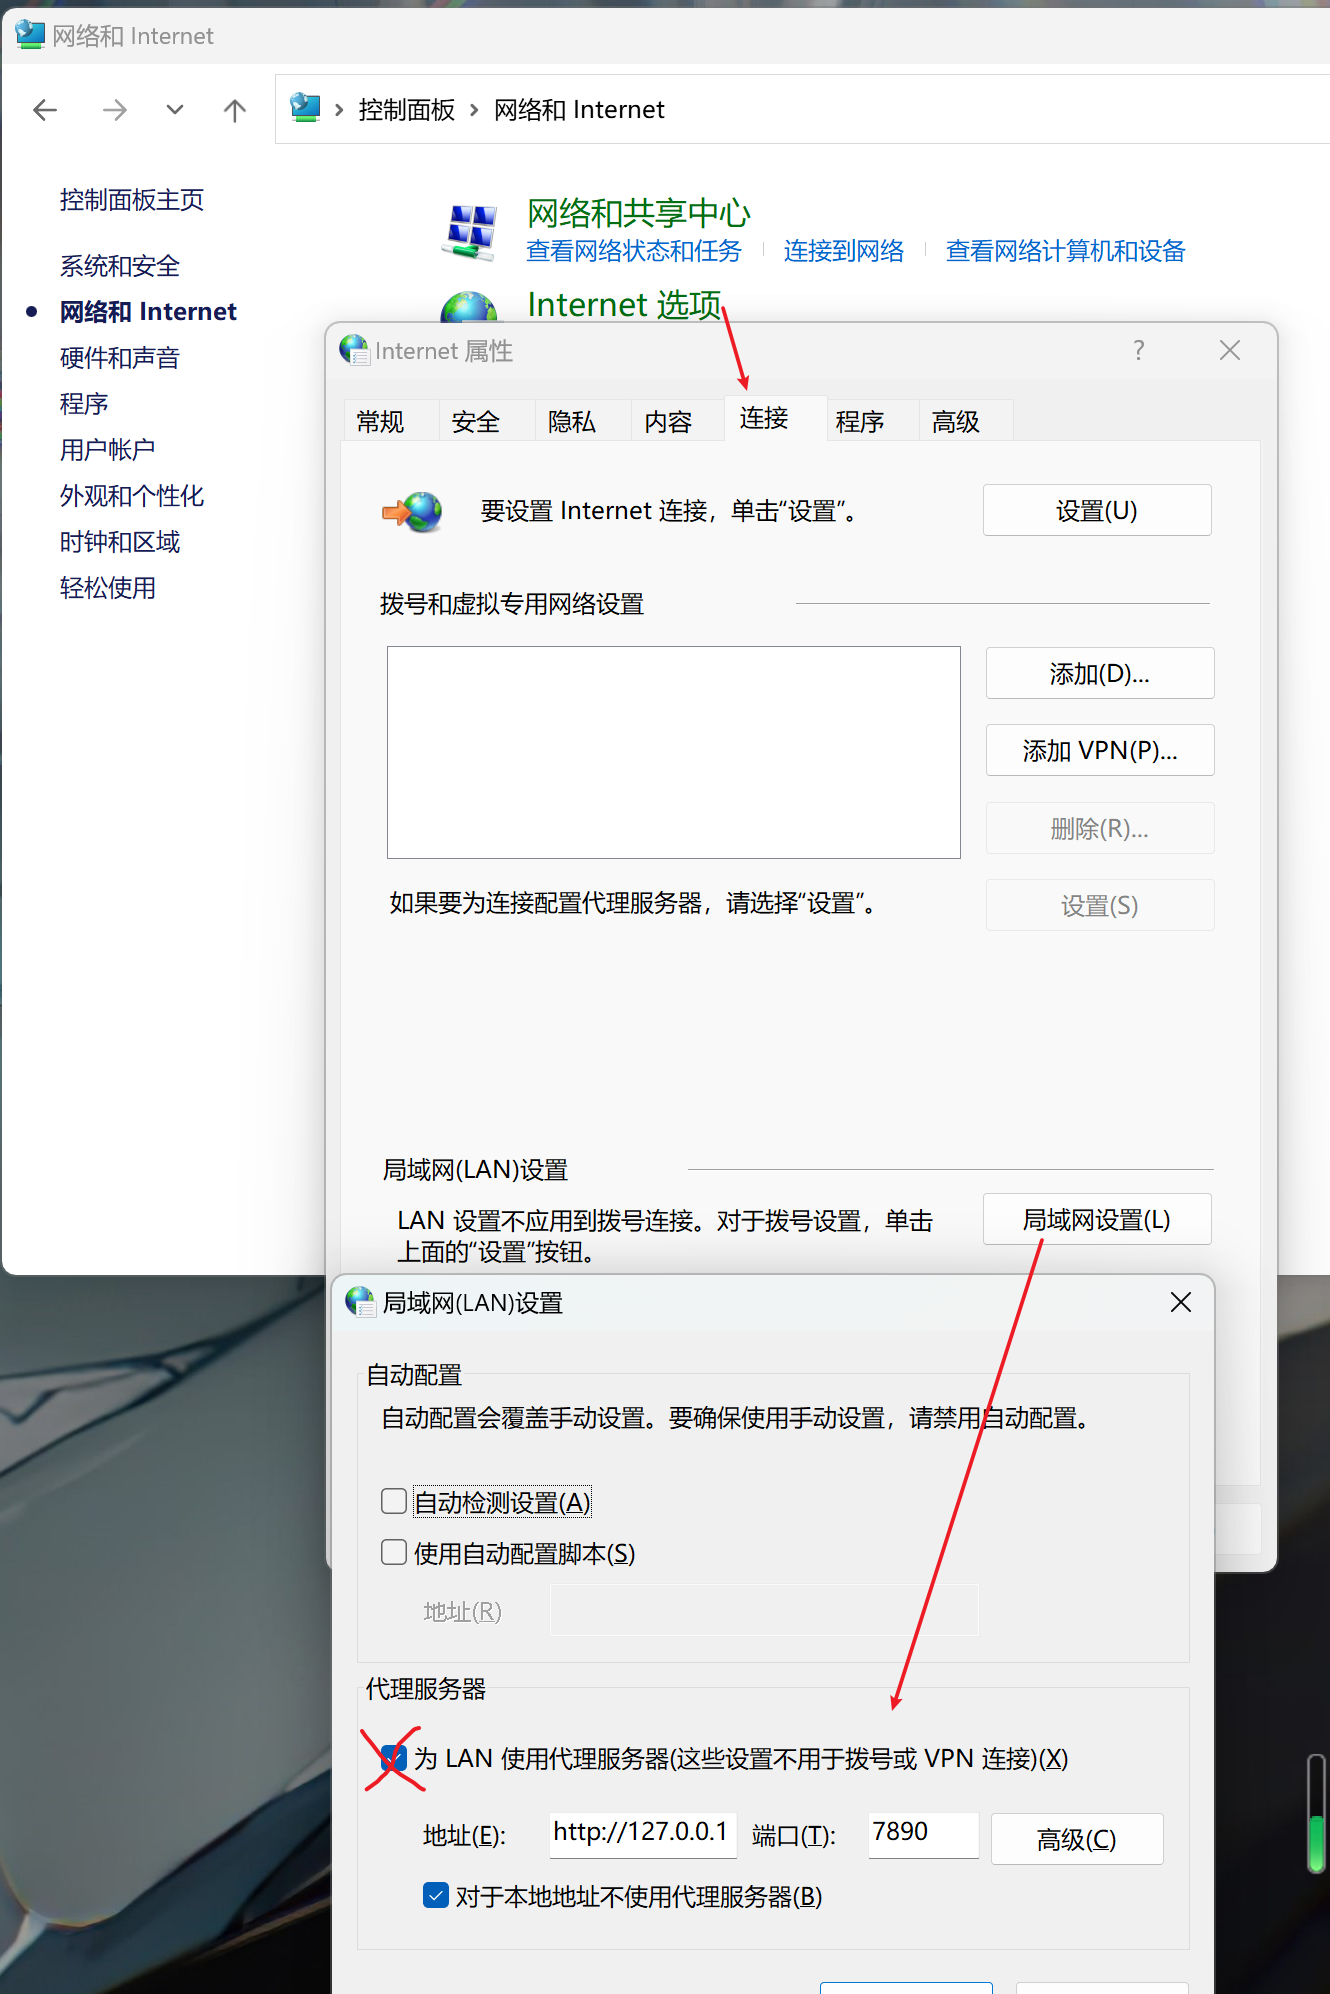 网络和 Internet
控制面板 › 网络和 Internet
控制面板主页
系统和安全
网络和 Internet
硬件和声音
程序
用户帐户
外观和个性化
时钟和区域
轻松使用
网络和共享中心
查看网络状态和任务 | 连接到网络 | 查看网络计算机和设备
Internet 选项
Internet 属性
?
常规 安全 隐私 内容 连接 程序 高级
要设置 Internet 连接，单击“设置”。
设置(U)
拨号和虚拟专用网络设置
添加(D)...
添加 VPN(P)...
删除(R)...
如果要为连接配置代理服务器，请选择“设置”。
设置(S)
局域网(LAN)设置
LAN 设置不应用到拨号连接。对于拨号设置，单击
上面的“设置”按钮。
局域网设置(L)
局域网(LAN)设置
自动配置
自动配置会覆盖手动设置。要确保使用手动设置，请禁用自动配置。
自动检测设置(A)
使用自动配置脚本(S)
地址(R)
代理服务器
为 LAN 使用代理服务器(这些设置不用于拨号或 VPN 连接)(X)
地址(E): http://127.0.0.1 端口(T): 7890 高级(C)
对于本地地址不使用代理服务器(B)